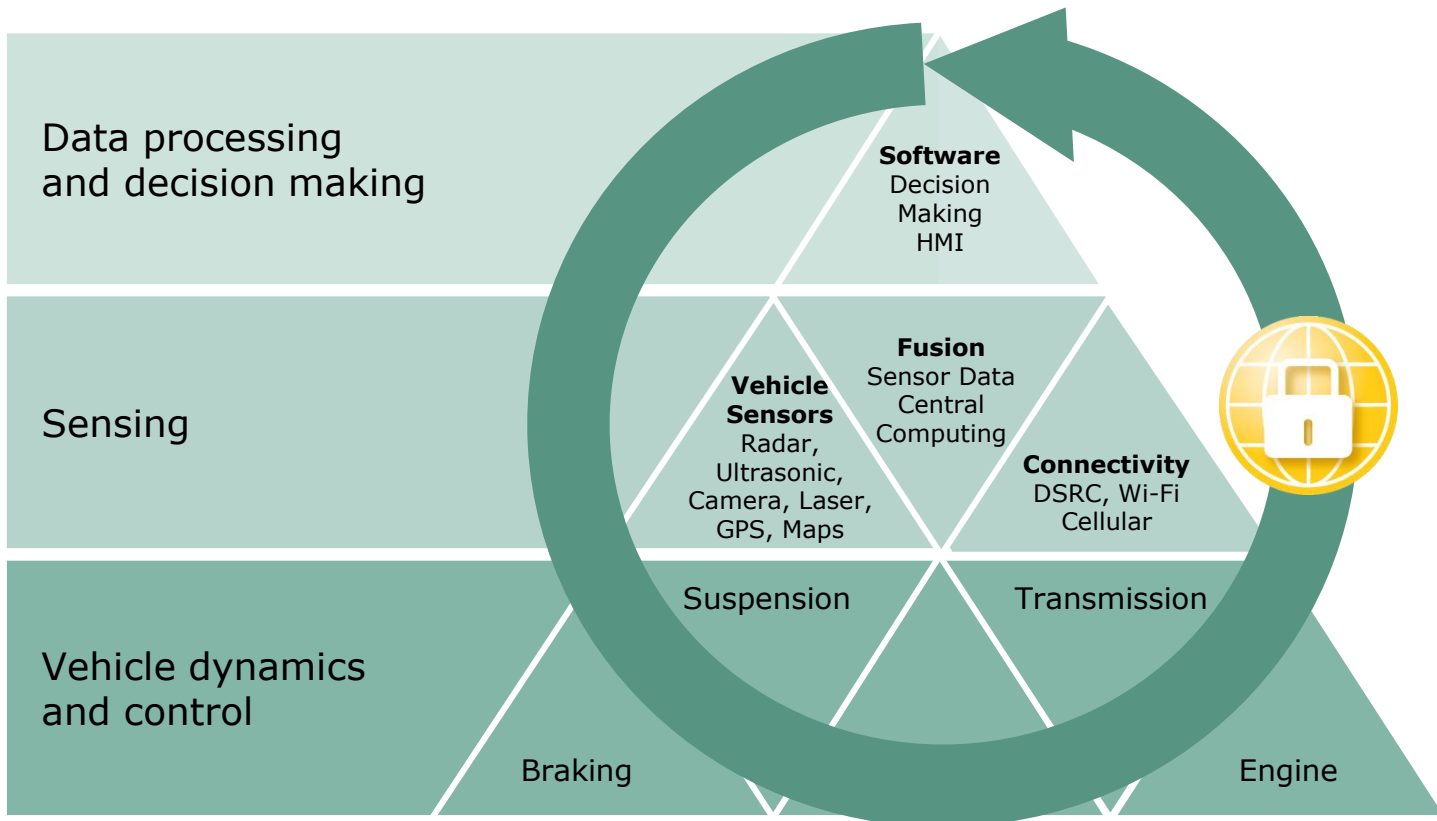 Data processing
and decision making
Software
Decision
Making
HMI
Sensing
Vehicle
Sensors
Radar,
Ultrasonic,
Camera, Laser,
GPS, Maps
Fusion
Sensor Data
Central
Computing
Connectivity
DSRC, Wi-Fi
Cellular
Vehicle dynamics
and control
Suspension
Transmission
Braking
Engine